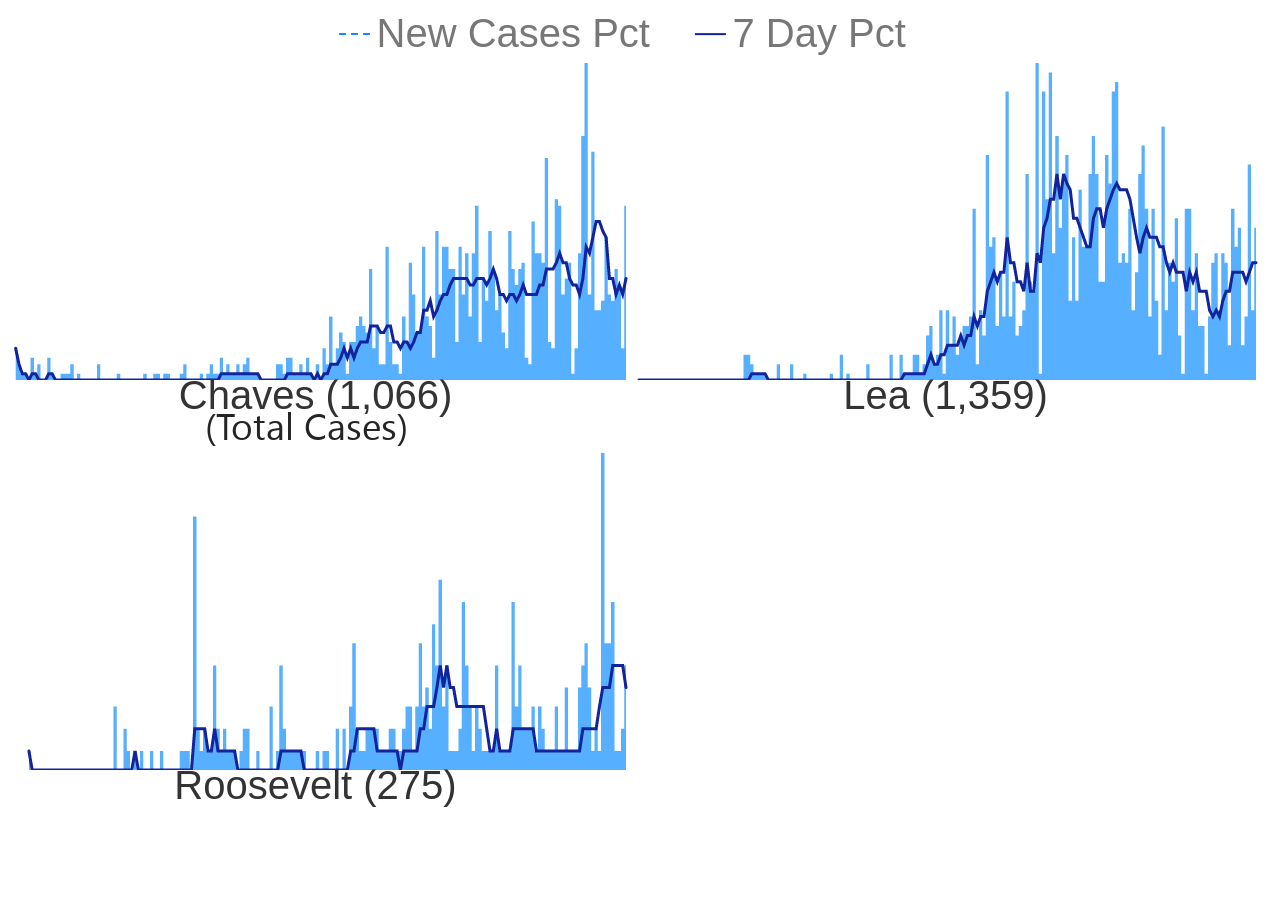 New Cases Pct 7 Day Pct
Chaves (1,066) Lea (1,359)
(Total Cases)
Roosevelt (275)